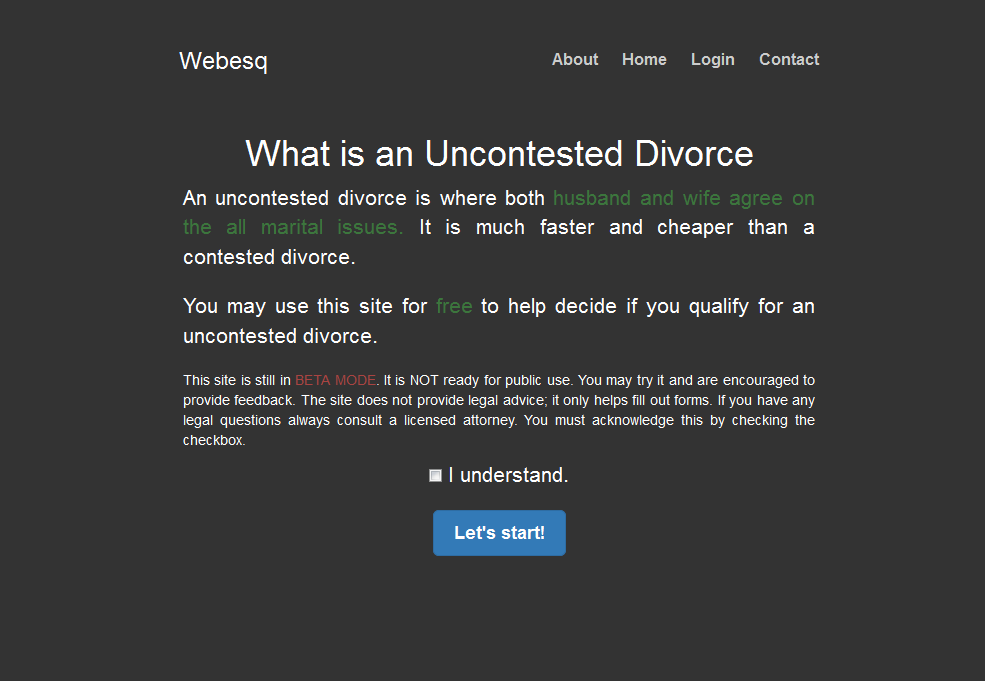 Webesq
About Home Login Contact
What is an Uncontested Divorce
An uncontested divorce is where both husband and wife agree on
the all marital issues. It is much faster and cheaper than a
contested divorce.
You may use this site for free to help decide if you qualify for an
uncontested divorce.
This site is still in BETA MODE. It is NOT ready for public use. You may try it and are encouraged to
provide feedback. The site does not provide legal advice; it only helps fill out forms. If you have any
legal questions always consult a licensed attorney. You must acknowledge this by checking the
checkbox.
I understand.
Let's start!